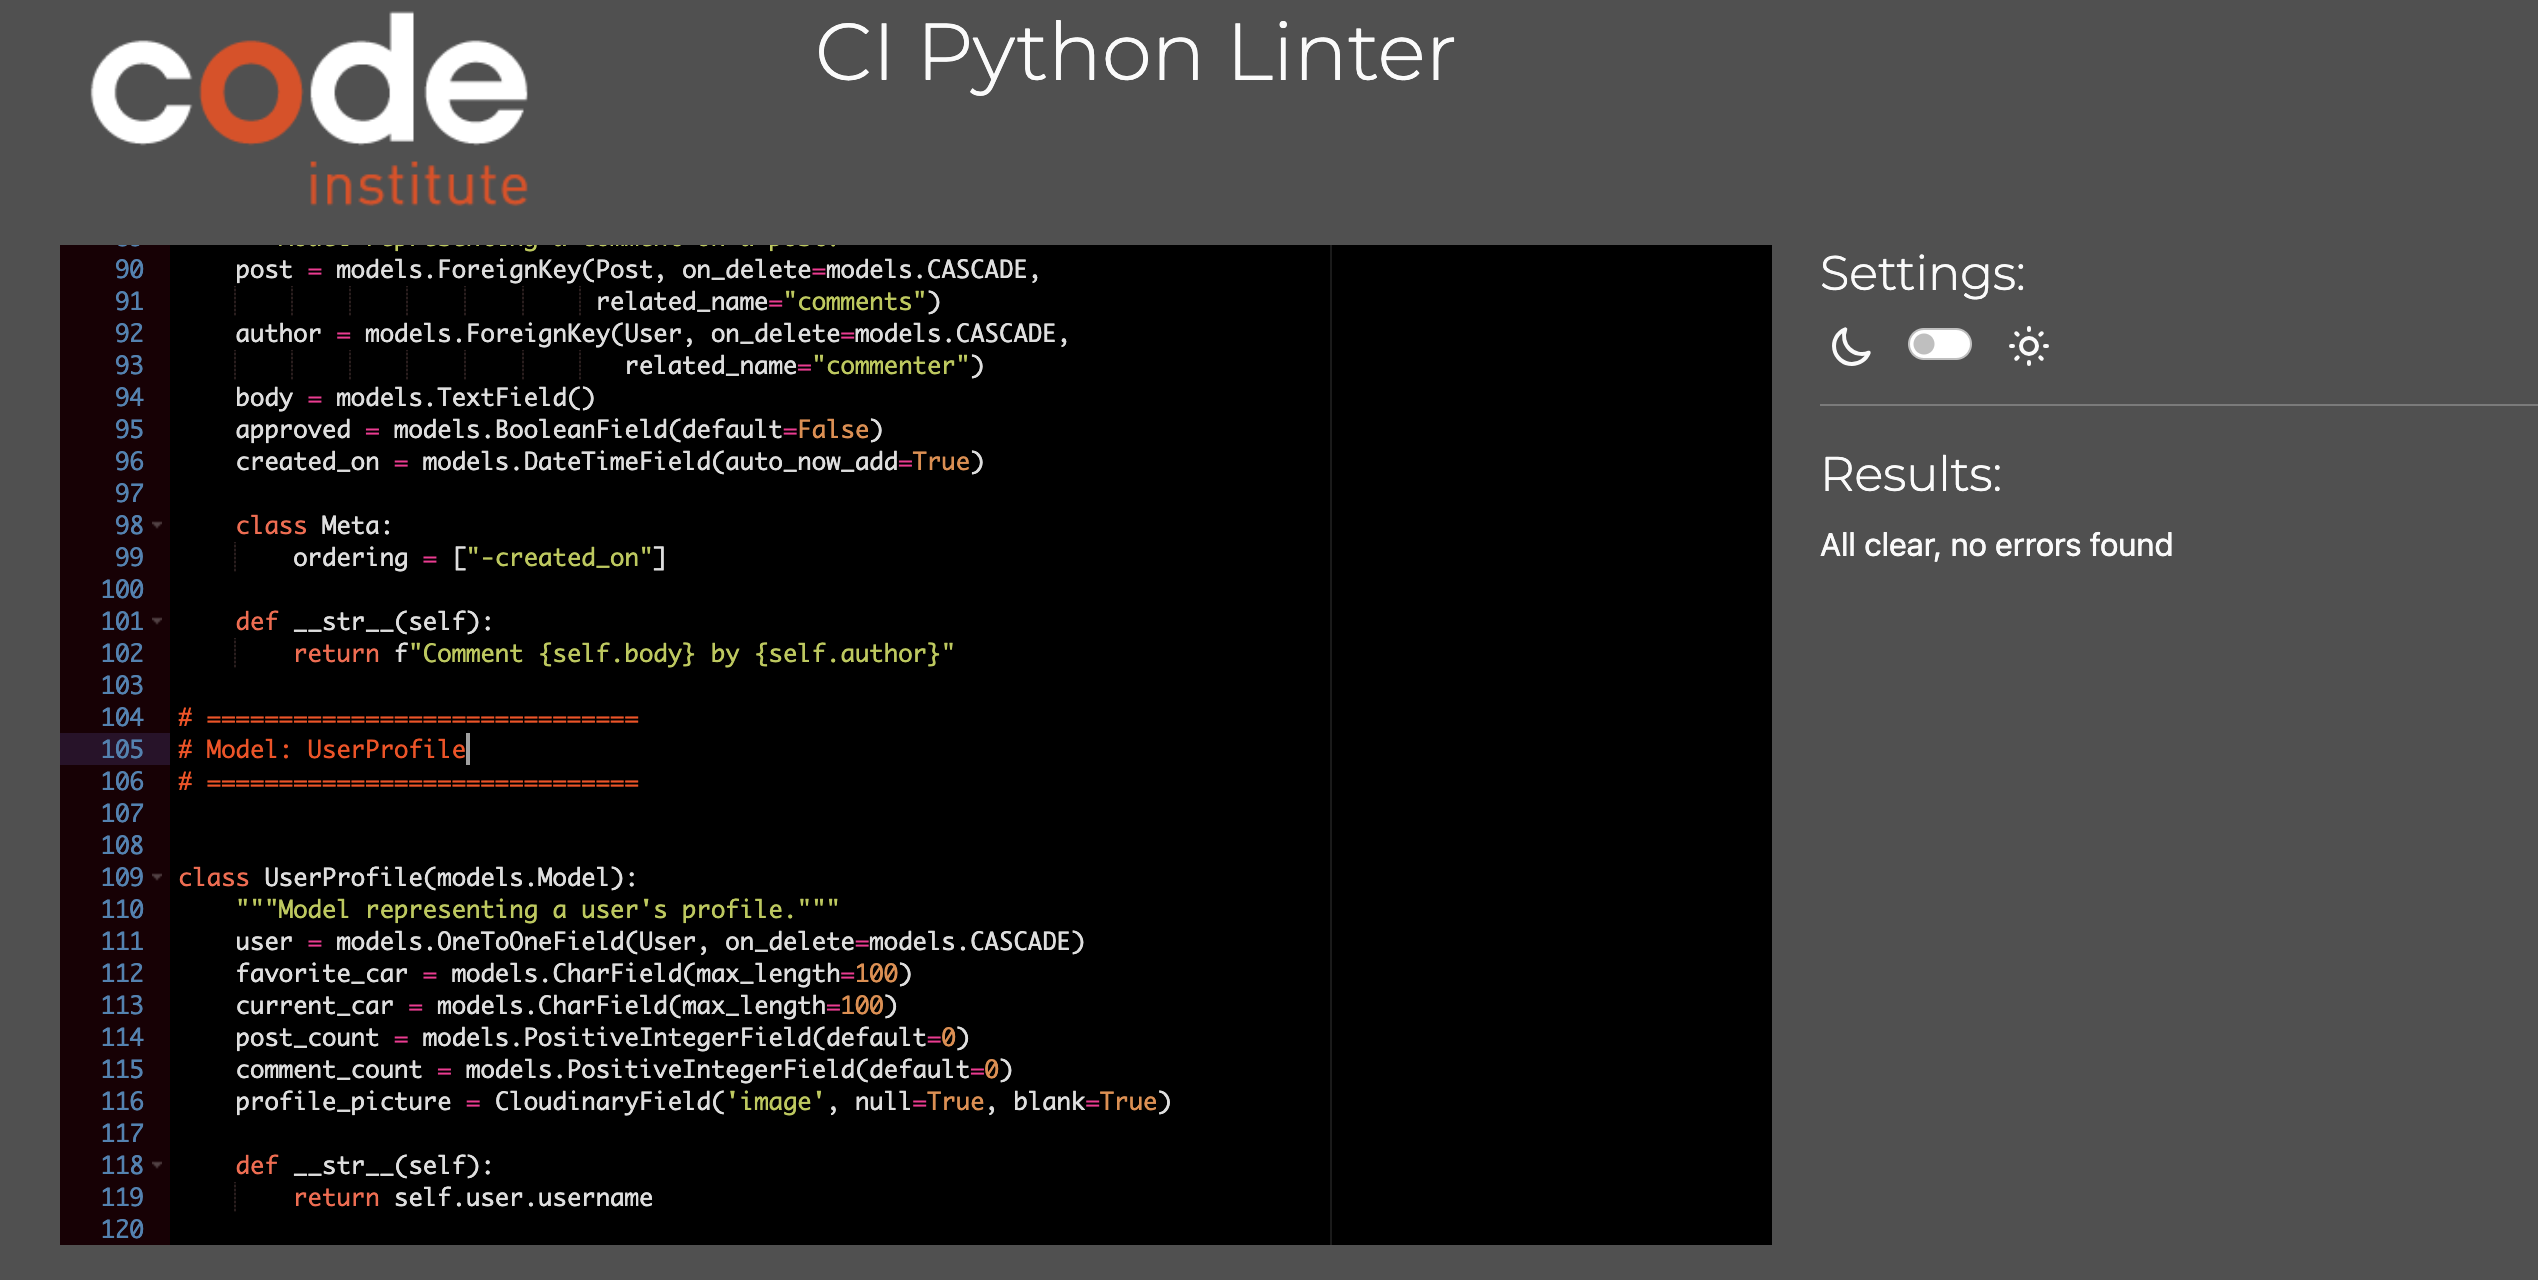 code
institute
CI Python Linter
90 post = models.ForeignKey(Post, on_delete=models.CASCADE,
91 related_name="comments")
92 author = models.ForeignKey(User, on_delete=models.CASCADE,
93 related_name="commenter")
94 body = models.TextField()
95 approved = models.BooleanField(default=False)
96 created_on = models.DateTimeField(auto_now_add=True)
97
98 class Meta:
99 ordering = ["-created_on"]
100
101 def __str__(self):
102 return f"Comment {self.body} by {self.author}"
103
104 # ==============================
105 # Model: UserProfile
106 # ==============================
107
108
109 class UserProfile(models.Model):
110 """Model representing a user's profile."""
111 user = models.OneToOneField(User, on_delete=models.CASCADE)
112 favorite_car = models.CharField(max_length=100)
113 current_car = models.CharField(max_length=100)
114 post_count = models.PositiveIntegerField(default=0)
115 comment_count = models.PositiveIntegerField(default=0)
116 profile_picture = CloudinaryField('image', null=True, blank=True)
117
118 def __str__(self):
119 return self.user.username
120
Settings:
Results:
All clear, no errors found